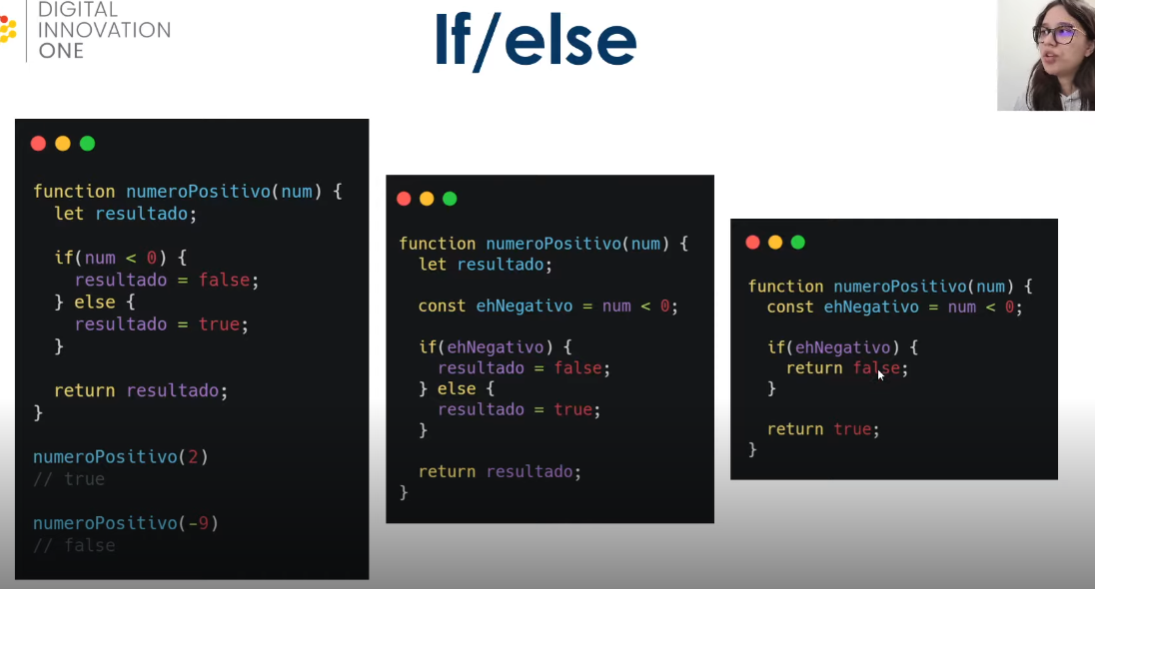 DIGITAL
INNOVATION
ONE
If/else
function numeroPositivo(num) {
let resultado;
if(num < 0) {
resultado = false;
} else {
resultado = true;
}
return resultado;
}
numeroPositivo(2)
// true
numeroPositivo(-9)
// false
function numeroPositivo(num) {
let resultado;
const ehNegativo = num < 0;
if(ehNegativo) {
resultado = false;
} else {
resultado = true;
}
return resultado;
}
function numeroPositivo(num) {
const ehNegativo = num < 0;
if(ehNegativo) {
return false;
}
return true;
}